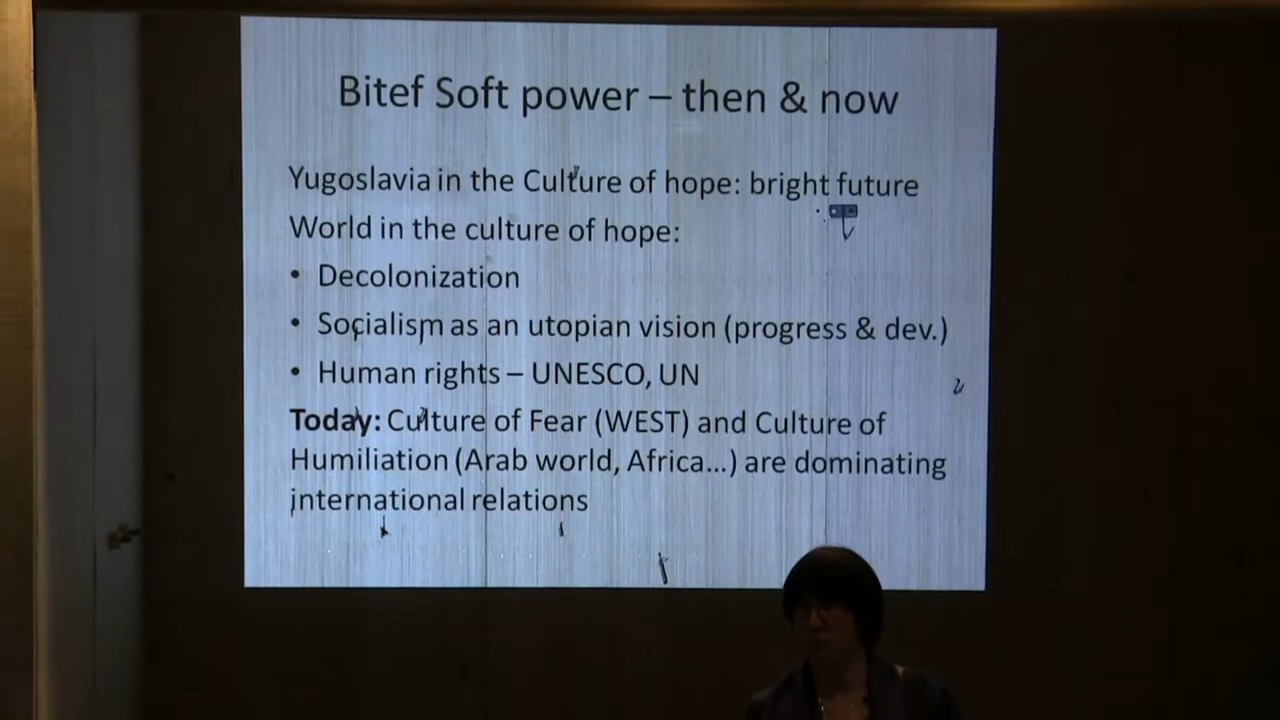 Bitef Soft power – then & now
Yugoslavia in the Culture of hope: bright future
World in the culture of hope:
• Decolonization
• Socialism as an utopian vision (progress & dev.)
• Human rights – UNESCO, UN
Today: Culture of Fear (WEST) and Culture of
Humiliation (Arab world, Africa...) are dominating
international relations